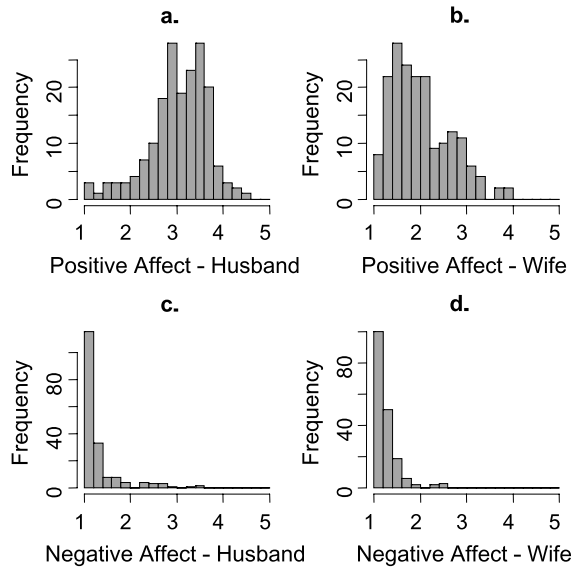 a.
Frequency
0
10
20
1 2 3 4 5
Positive Affect - Husband
b.
Frequency
0
10
20
1 2 3 4 5
Positive Affect - Wife
c.
Frequency
0
40
80
1 2 3 4 5
Negative Affect - Husband
d.
Frequency
0
40
80
1 2 3 4 5
Negative Affect - Wife